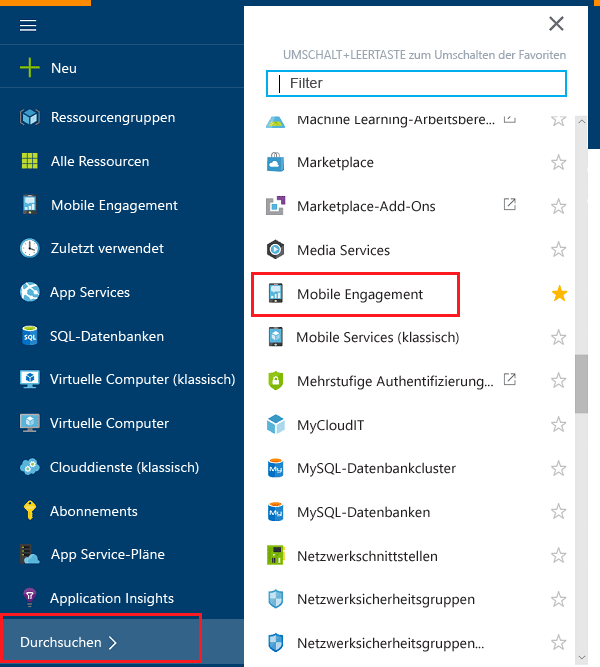 Neu
Ressourcengruppen
Alle Ressourcen
Mobile Engagement
Zuletzt verwendet
App Services
SQL-Datenbanken
Virtuelle Computer (klassisch)
Virtuelle Computer
Clouddienste (klassisch)
Abonnements
App Service-Pläne
Application Insights
Durchsuchen
UMSCHALT+LEERTASTE zum Umschalten der Favoriten
Filter
Machine Learning-Arbeitsbere...
Marketplace
Marketplace-Add-Ons
Media Services
Mobile Engagement
Mobile Services (klassisch)
Mehrstufige Authentifizierung...
MyCloudIT
MySQL-Datenbankcluster
MySQL-Datenbanken
Netzwerkschnittstellen
Netzwerksicherheitsgruppen
Netzwerksicherheitsgruppen...